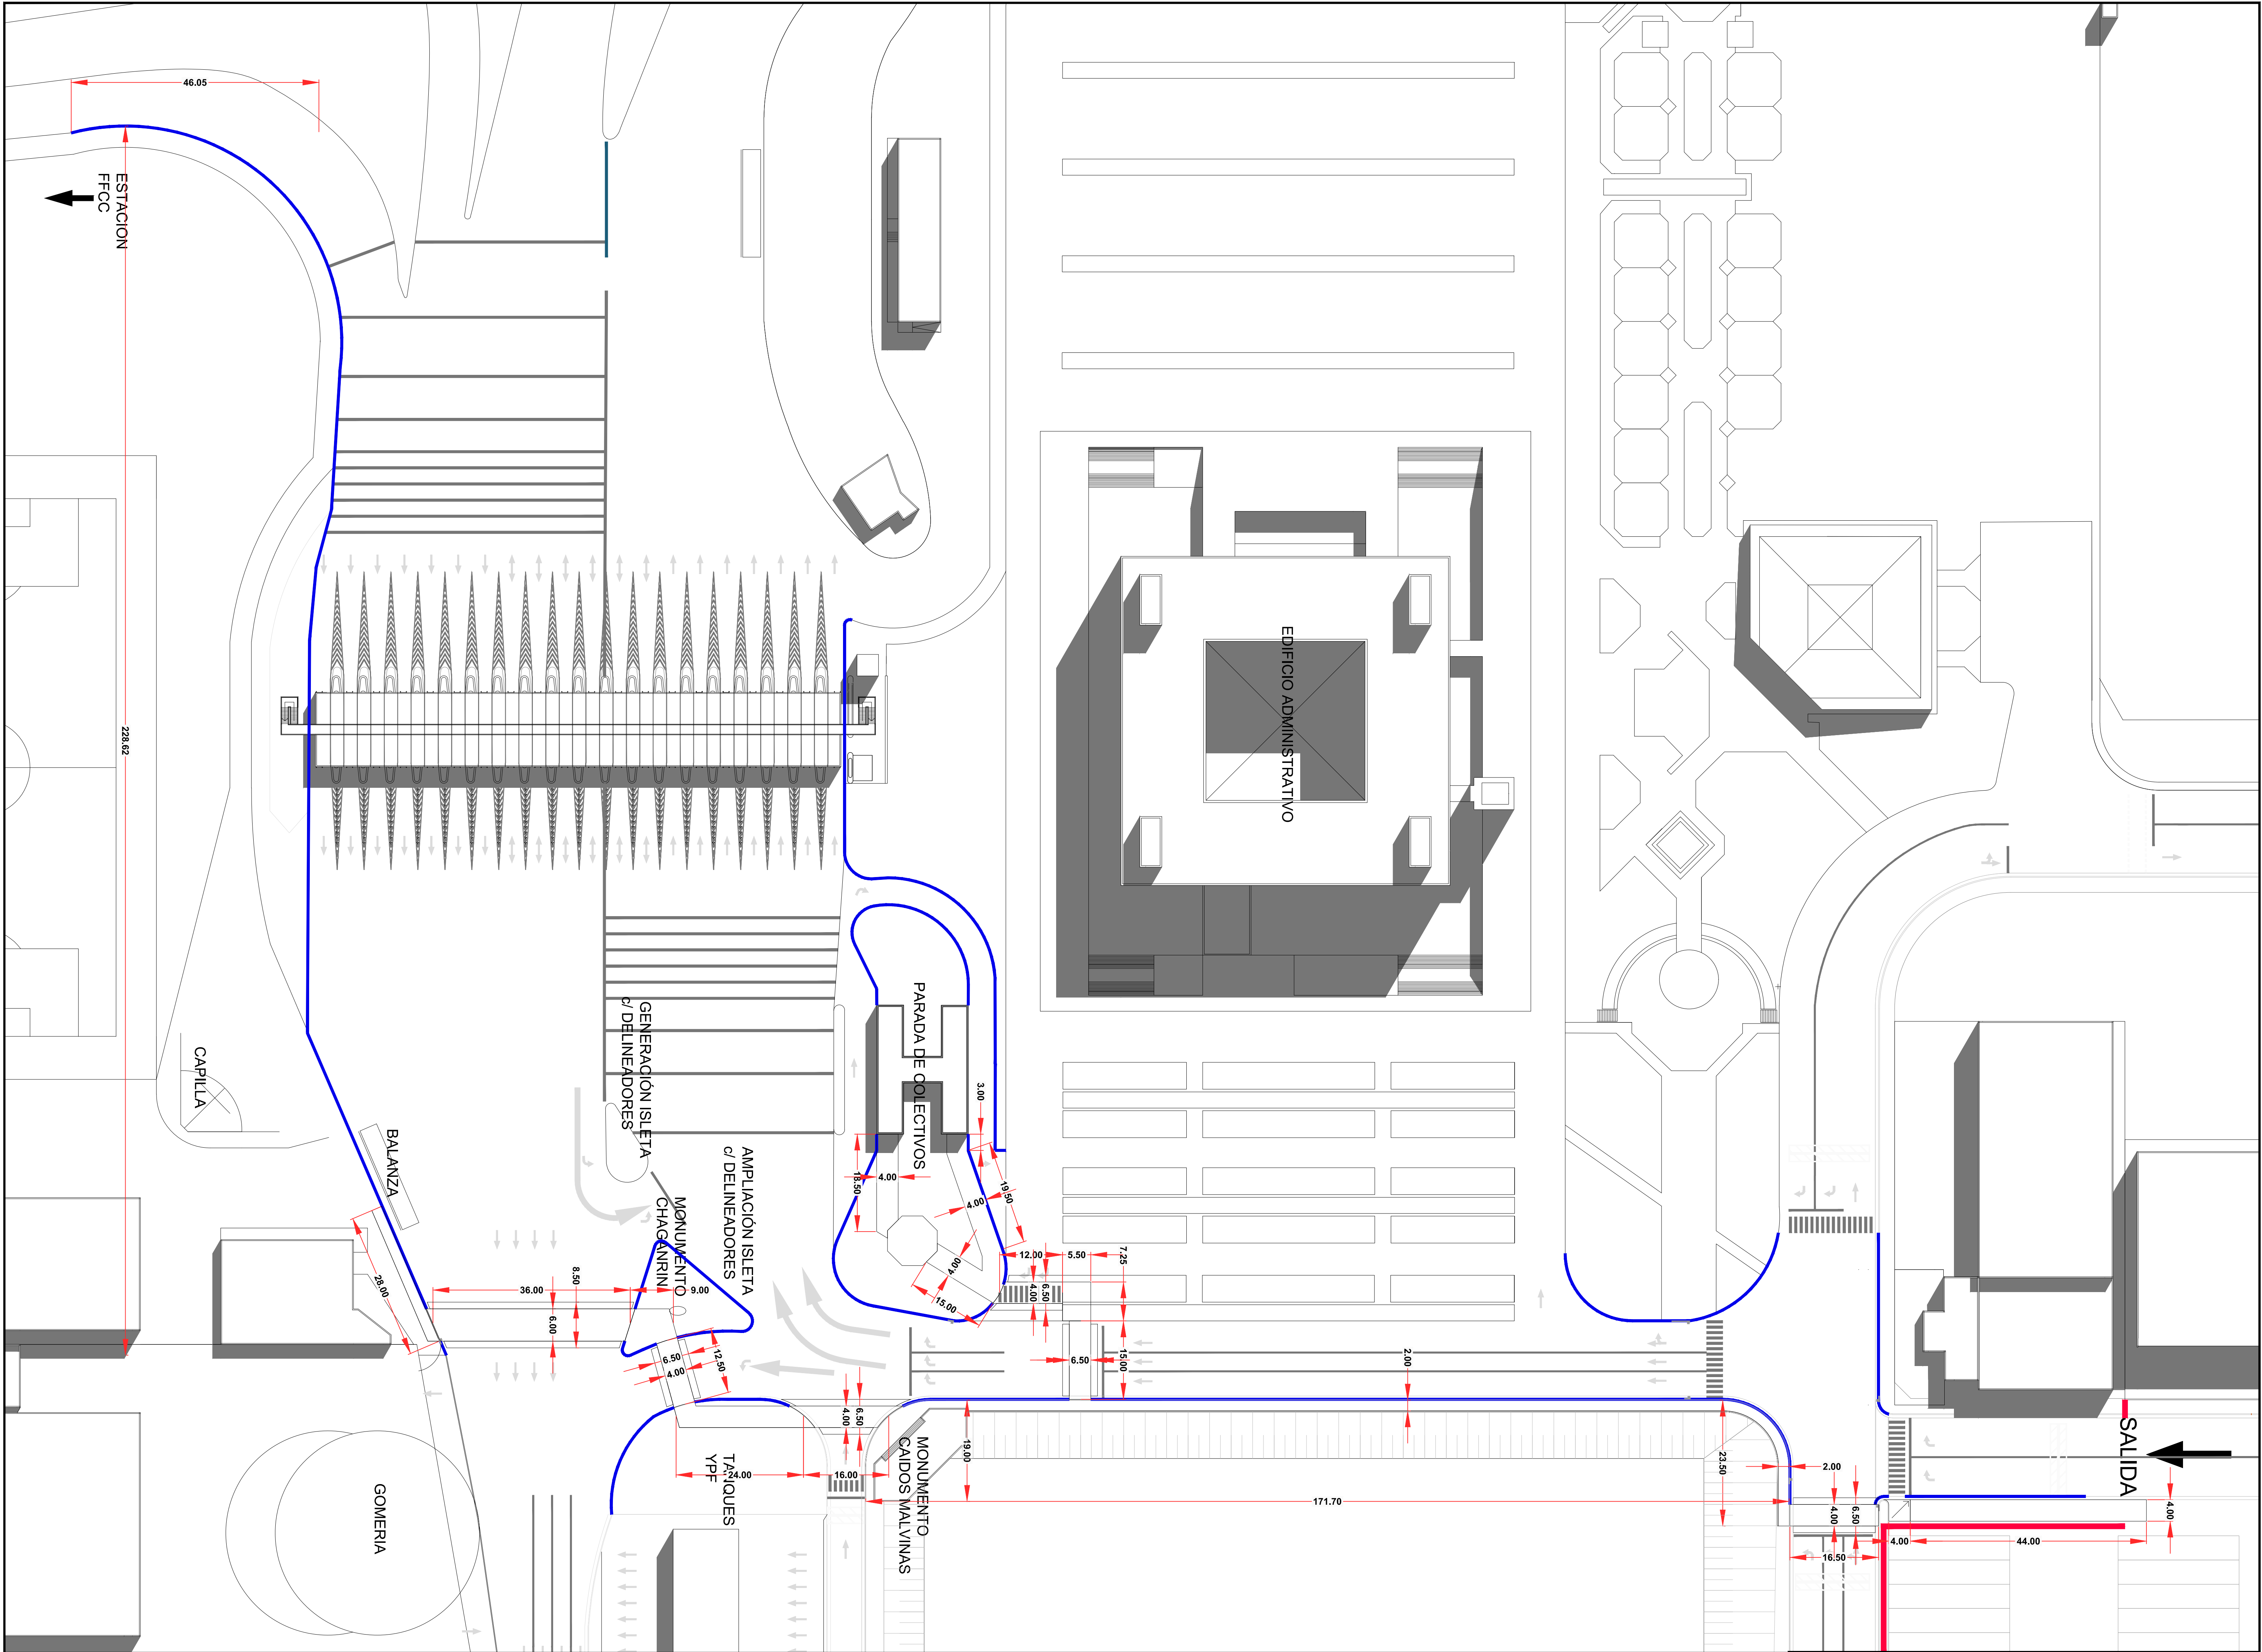 46.05
ESTACION
FFCC
228.62
EDIFICIO ADMINISTRATIVO
PARADA DE COLECTIVOS
GENERACIÓN ISLETA
c/ DELINEADORES
CAPILLA
BALANZA
AMPLIACIÓN ISLETA
c/ DELINEADORES
MONUMENTO
CHAGANRINI
3.00
18.50
4.00
19.50
4.00
4.00
15.00
12.00
5.50
7.25
4.00
6.50
28.00
36.00
8.50
6.00
9.00
6.50
4.00
12.50
6.50
15.00
2.00
4.00
6.50
24.00
16.00
TANQUES
YPF
MONUMENTO
CAIDOS MALVINAS
19.00
171.70
23.50
2.00
4.00
6.50
16.50
4.00
44.00
4.00
SALLIDA
GOMERIA